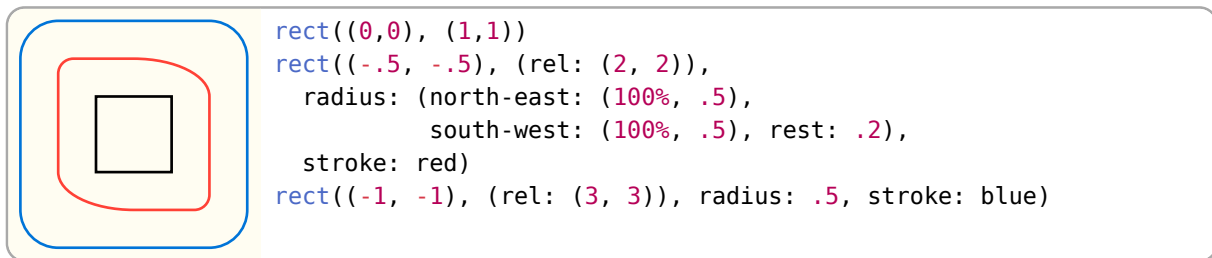 rect((0,0), (1,1))
rect((-.5, -.5), (rel: (2, 2)),
  radius: (north-east: (100%, .5),
           south-west: (100%, .5), rest: .2),
  stroke: red)
rect((-1, -1), (rel: (3, 3)), radius: .5, stroke: blue)